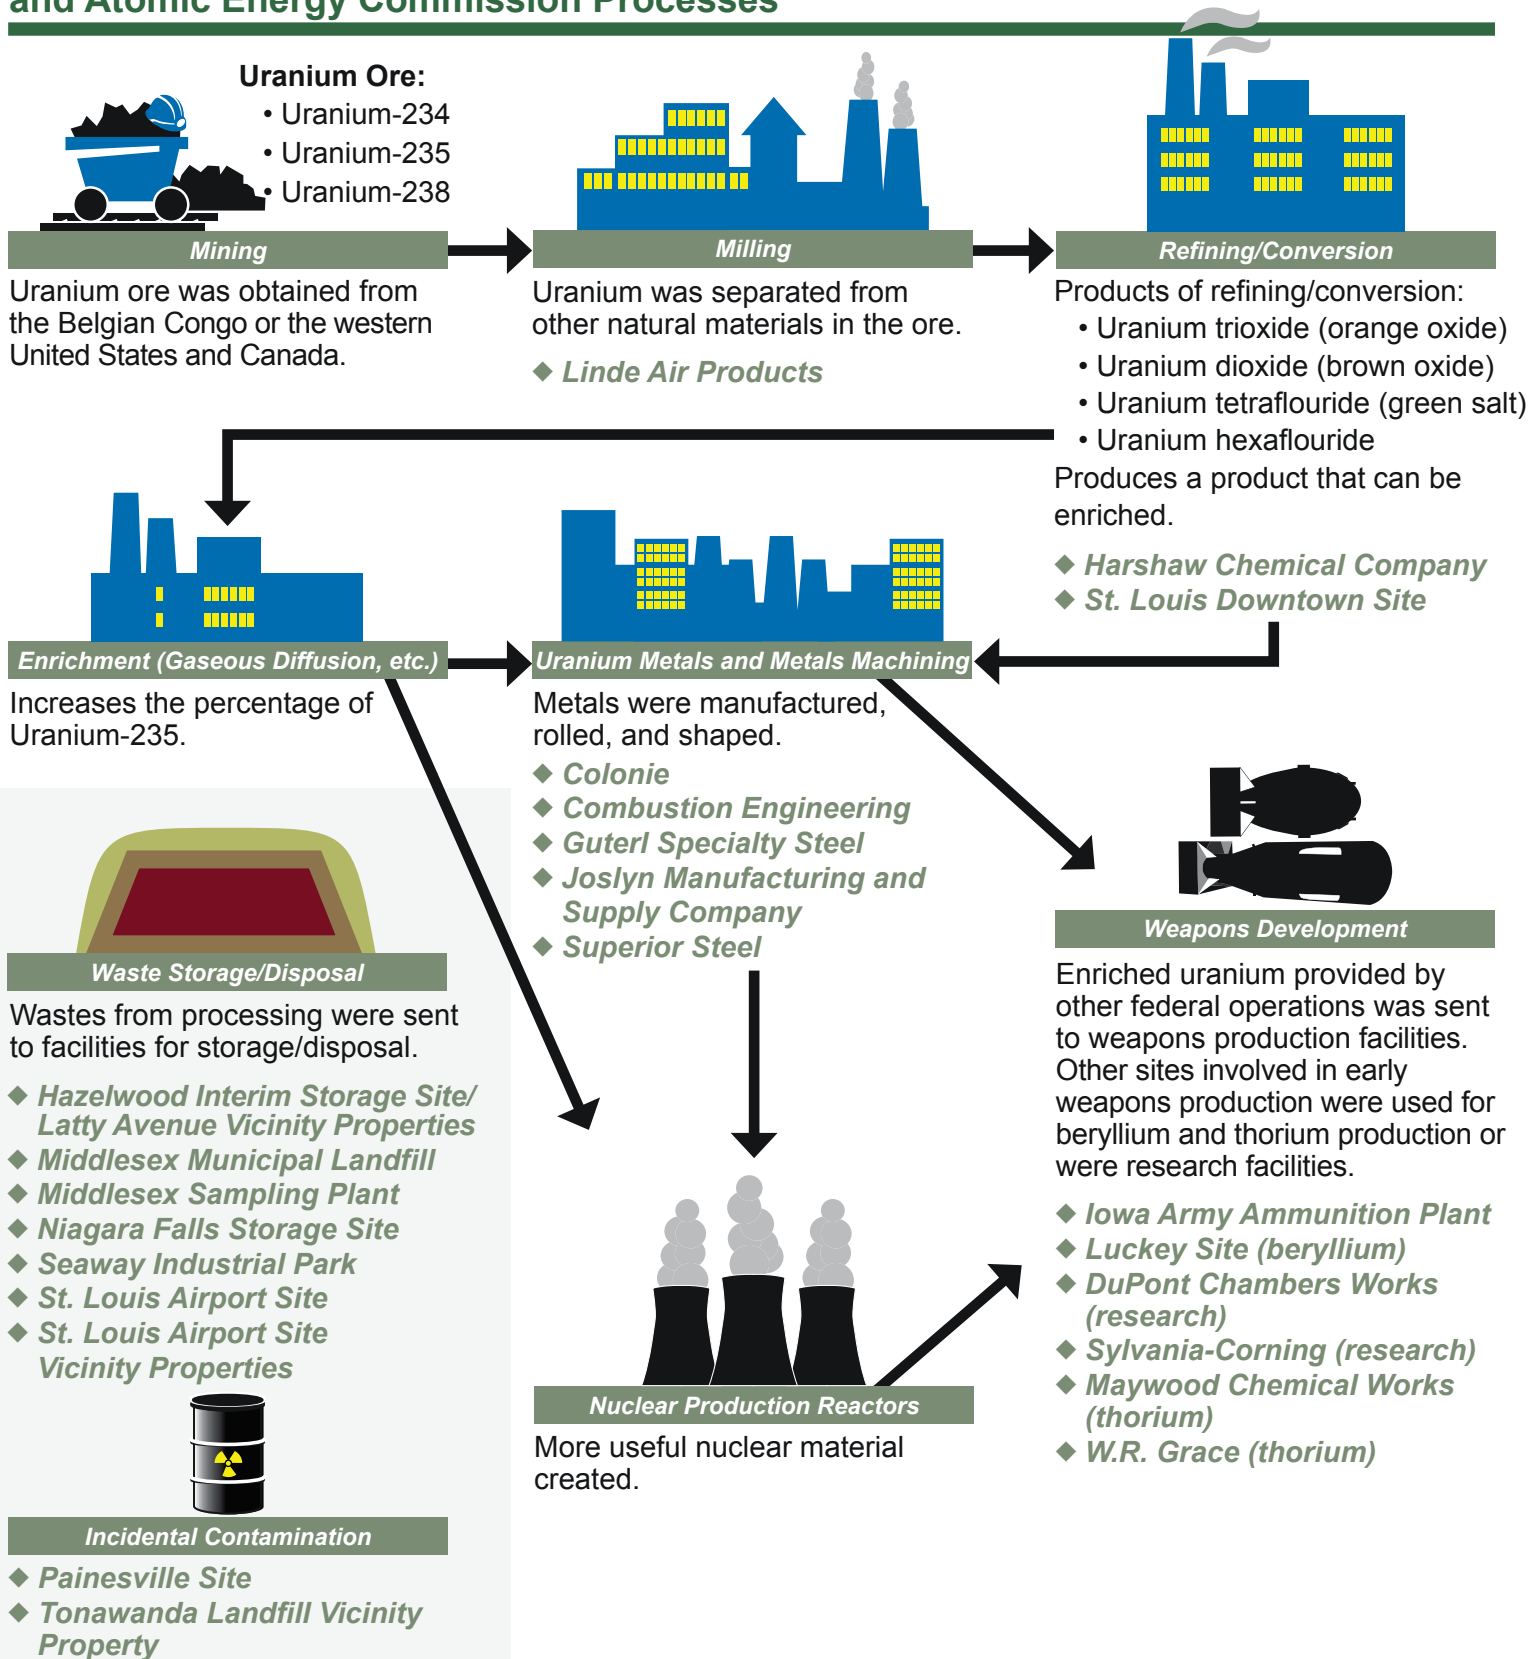 and Atomic Energy Commission Processes
Uranium Ore:
• Uranium-234
• Uranium-235
• Uranium-238
Mining
Uranium ore was obtained from
the Belgian Congo or the western
United States and Canada.
Milling
Uranium was separated from
other natural materials in the ore.
◆ Linde Air Products
Refining/Conversion
Products of refining/conversion:
• Uranium trioxide (orange oxide)
• Uranium dioxide (brown oxide)
• Uranium tetraflouride (green salt)
• Uranium hexaflouride
Produces a product that can be
enriched.
◆ Harshaw Chemical Company
◆ St. Louis Downtown Site
Enrichment (Gaseous Diffusion, etc.)
Increases the percentage of
Uranium-235.
Uranium Metals and Metals Machining
Metals were manufactured,
rolled, and shaped.
◆ Colonie
◆ Combustion Engineering
◆ Guterl Specialty Steel
◆ Joslyn Manufacturing and
Supply Company
◆ Superior Steel
Weapons Development
Enriched uranium provided by
other federal operations was sent
to weapons production facilities.
Other sites involved in early
weapons production were used for
beryllium and thorium production or
were research facilities.
◆ Iowa Army Ammunition Plant
◆ Luckey Site (beryllium)
◆ DuPont Chambers Works
(research)
◆ Sylvania-Corning (research)
◆ Maywood Chemical Works
(thorium)
◆ W.R. Grace (thorium)
Waste Storage/Disposal
Wastes from processing were sent
to facilities for storage/disposal.
◆ Hazelwood Interim Storage Site/
Latty Avenue Vicinity Properties
◆ Middlesex Municipal Landfill
◆ Middlesex Sampling Plant
◆ Niagara Falls Storage Site
◆ Seaway Industrial Park
◆ St. Louis Airport Site
◆ St. Louis Airport Site
Vicinity Properties
Nuclear Production Reactors
More useful nuclear material
created.
Incidental Contamination
◆ Painesville Site
◆ Tonawanda Landfill Vicinity
Property